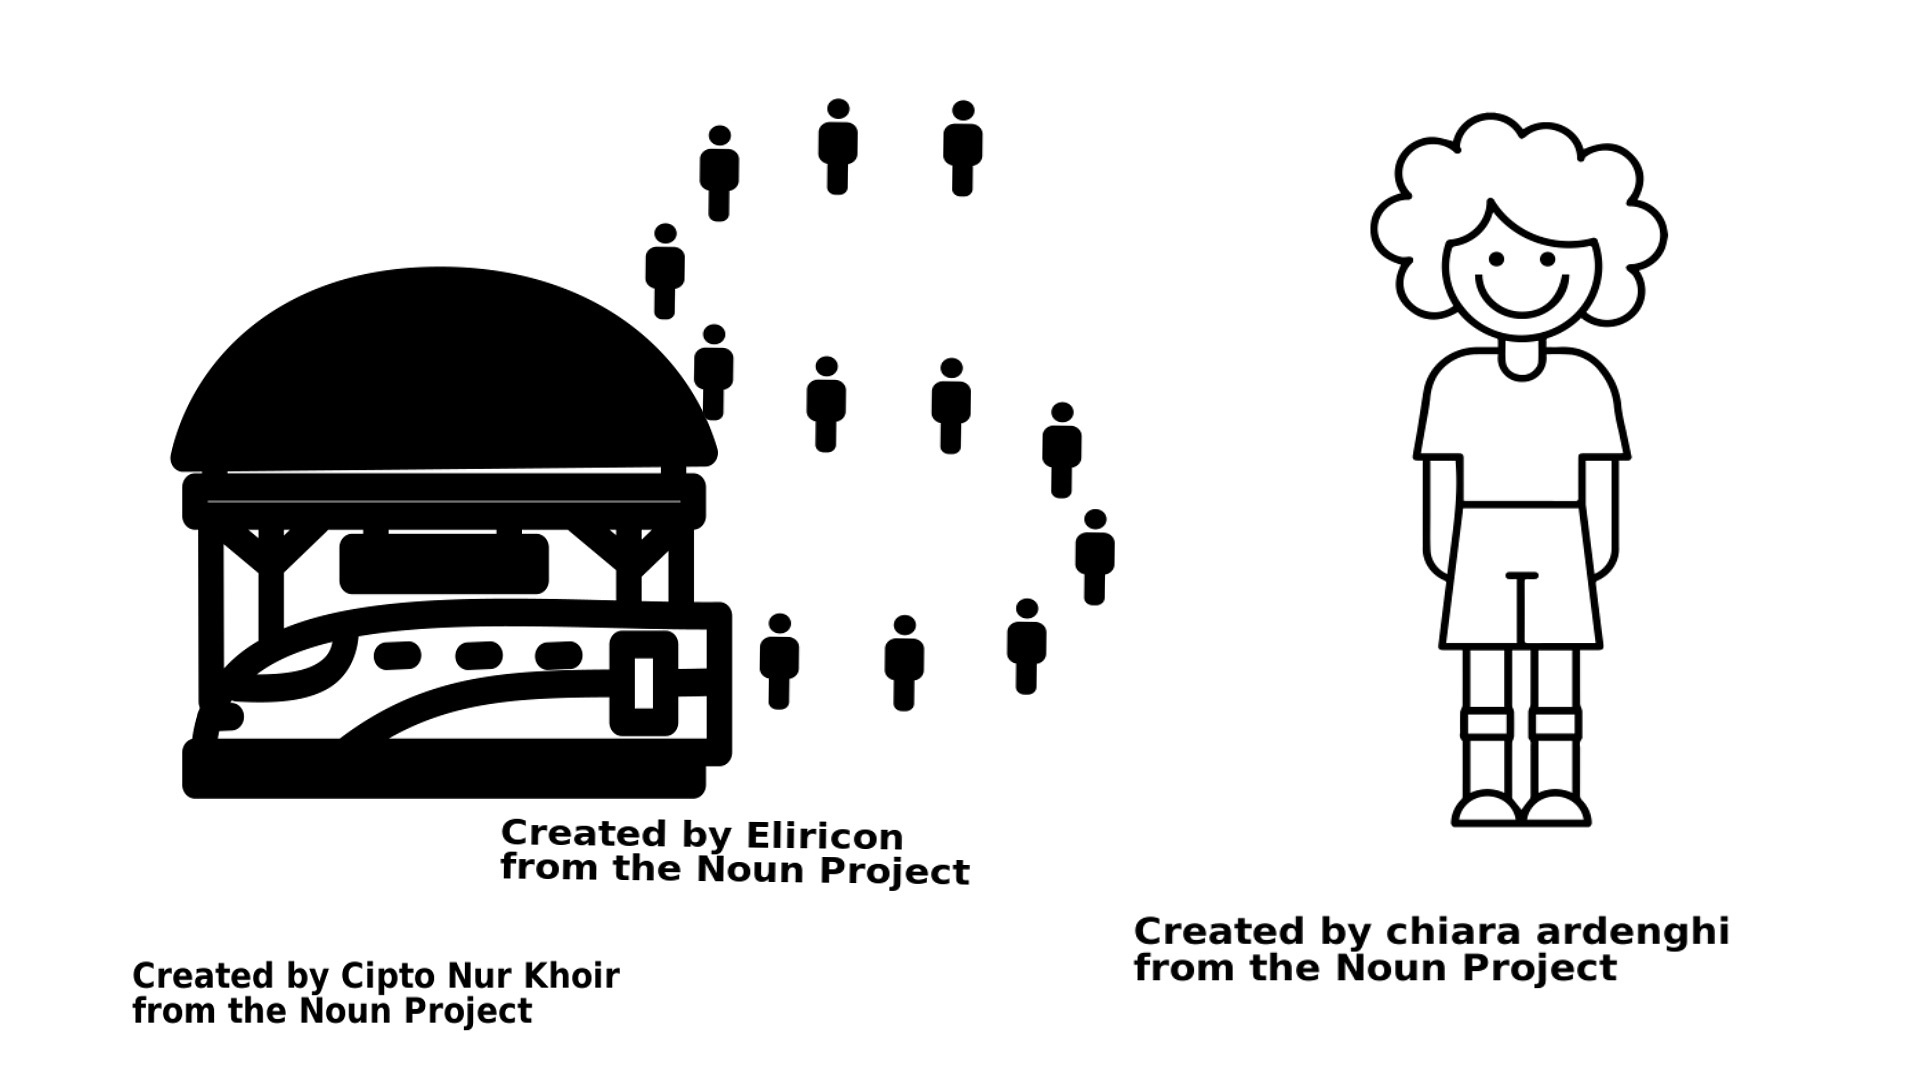 Created by Eliricon
from the Noun Project
Created by chiara ardenghi
from the Noun Project
Created by Cipto Nur Khoir
from the Noun Project